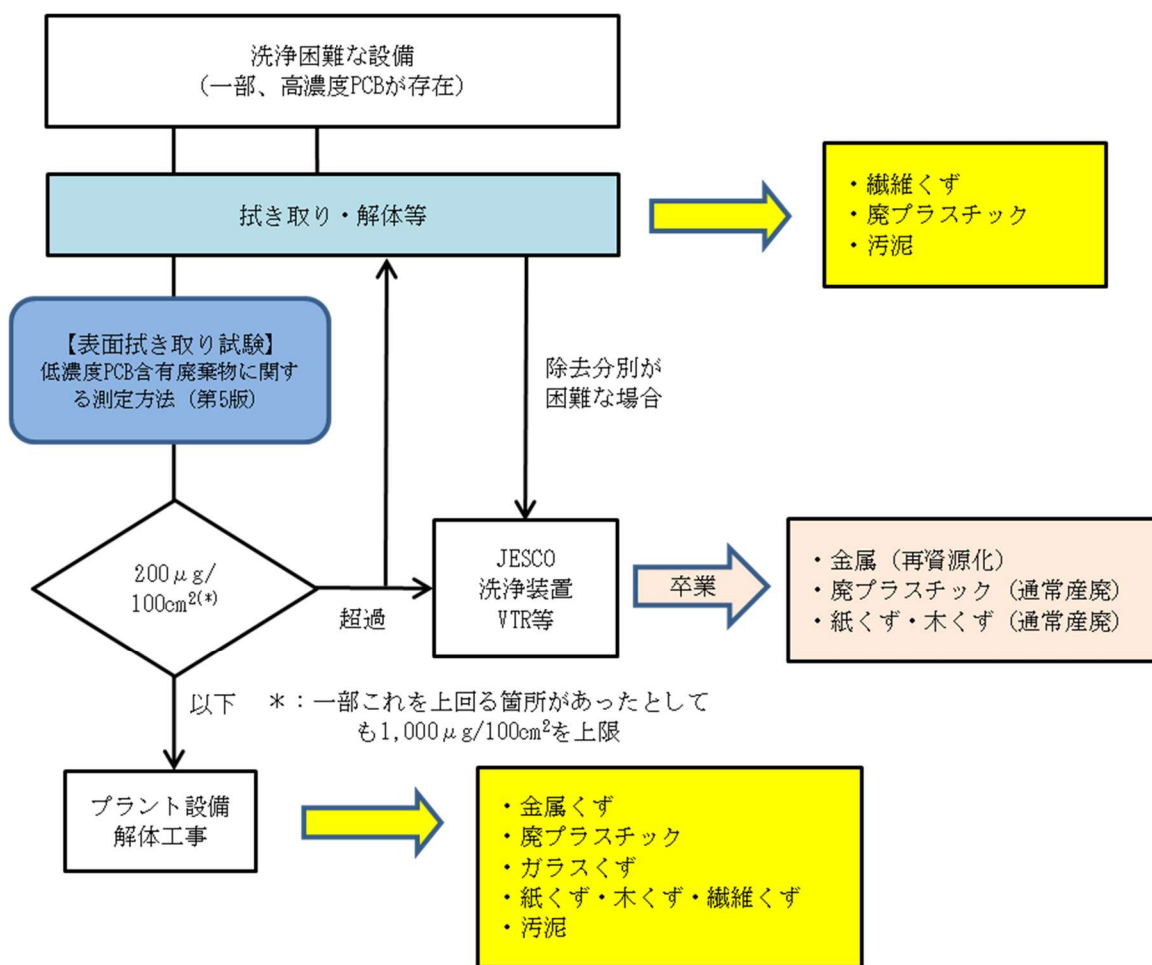 洗浄困難な設備
(一部、高濃度PCBが存在)
拭き取り・解体等
・繊維くず
・廃プラスチック
・汚泥
【表面拭き取り試験】
低濃度PCB含有廃棄物に関す
る測定方法(第5版)
除去分別が
困難な場合
200μg/
100cm²(*)
超過
JESCO
洗浄装置
VTR等
卒業
・金属(再資源化)
・廃プラスチック(通常産廃)
・紙くず・木くず(通常産廃)
以下
*:一部これを上回る箇所があったとして
も1,000μg/100cm²を上限
プラント設備
解体工事
・金属くず
・廃プラスチック
・ガラスくず
・紙くず・木くず・繊維くず
・汚泥